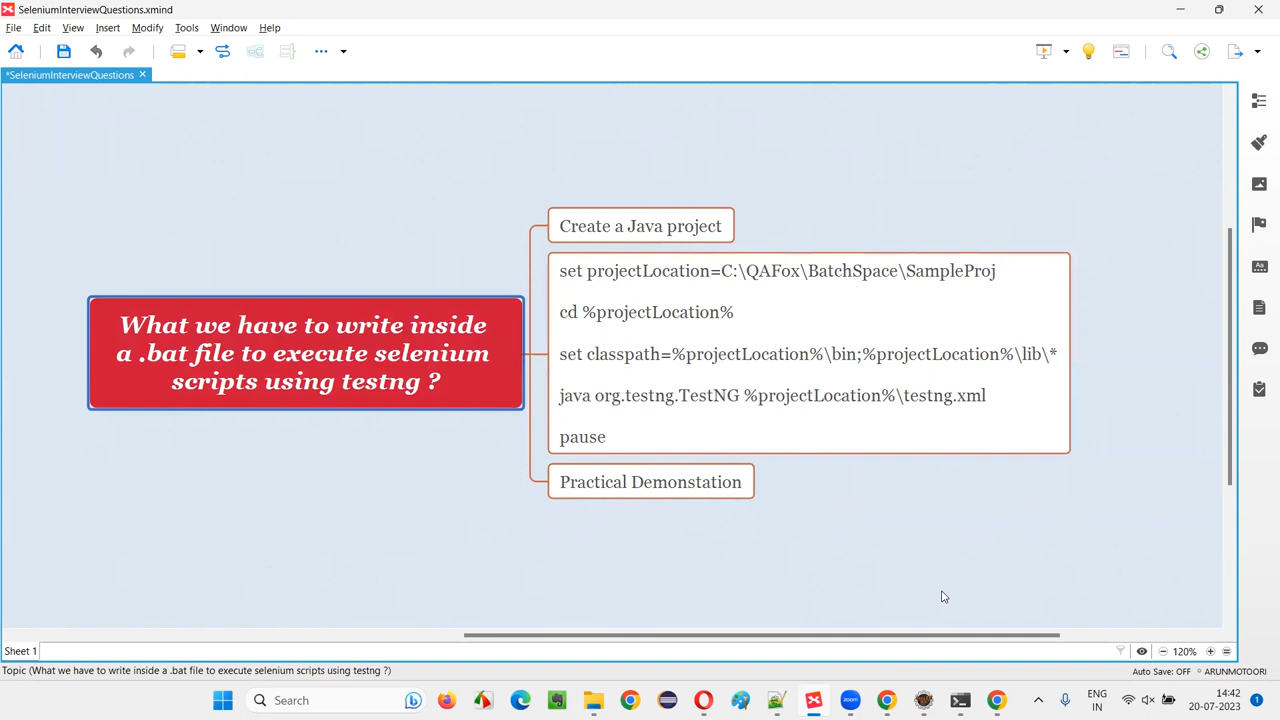 SeleniumInterviewQuestions.xmind
File Edit View Insert Modify Tools Window Help
*SeleniumInterviewQuestions
What we have to write inside
a .bat file to execute selenium
scripts using testng ?
Create a Java project
set projectLocation=C:\QAFox\BatchSpace\SampleProj
cd %projectLocation%
set classpath=%projectLocation%\bin;%projectLocation%\lib\*
java org.testng.TestNG %projectLocation%\testng.xml
pause
Practical Demonstation
Sheet 1
120%
Topic (What we have to write inside a .bat file to execute selenium scripts using testng ?)
Auto Save: OFF
ARUNMOTOORI
Search
zoom
ENG
IN
14:42
20-07-2023
1